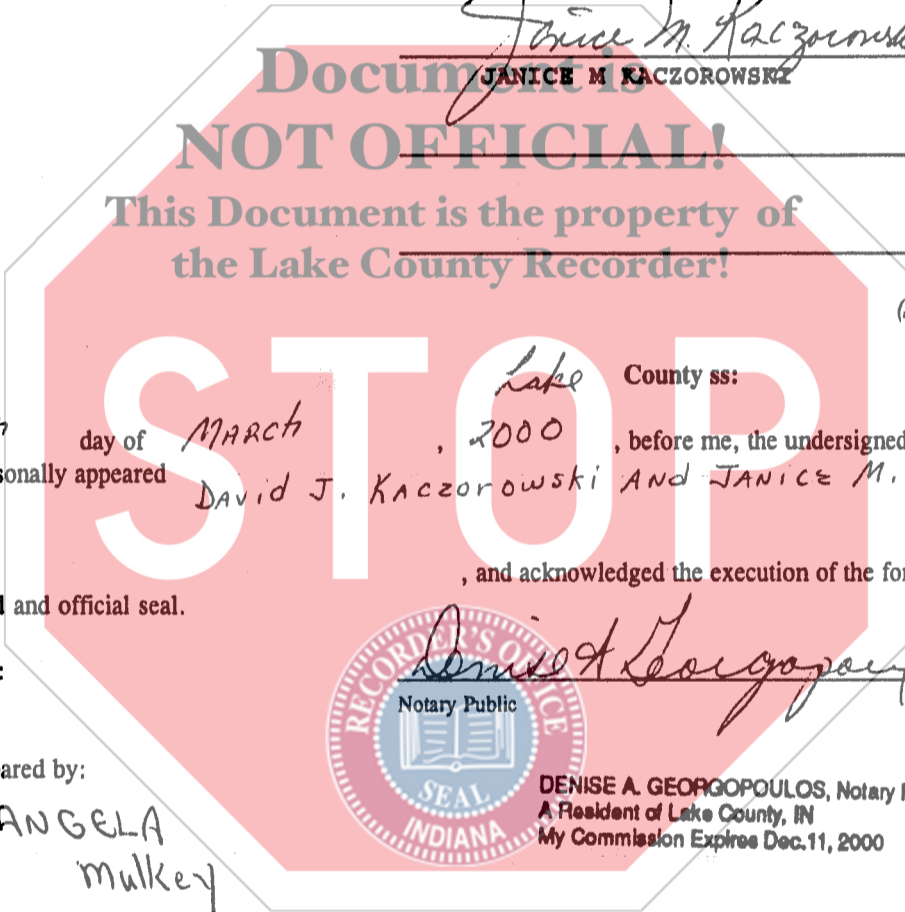 Janice M. Kaczorowski
JANICE M KACZOROWSKI
Document is
NOT OFFICIAL!
This Document is the property of
the Lake County Recorder!
STOP
Lake County ss:
day of MARCH , 2000 , before me, the undersigned
sonally appeared DAVID J. KACZOROWSKI AND JANICE M.
, and acknowledged the execution of the for
and official seal.
Denise A Georgopou
Notary Public
RECORDER'S OFFICE
SEAL
INDIANA
ared by:
ANGELA
Mulkey
DENISE A. GEORGOPOULOS, Notary
A Resident of Lake County, IN
My Commission Expires Dec.11, 2000